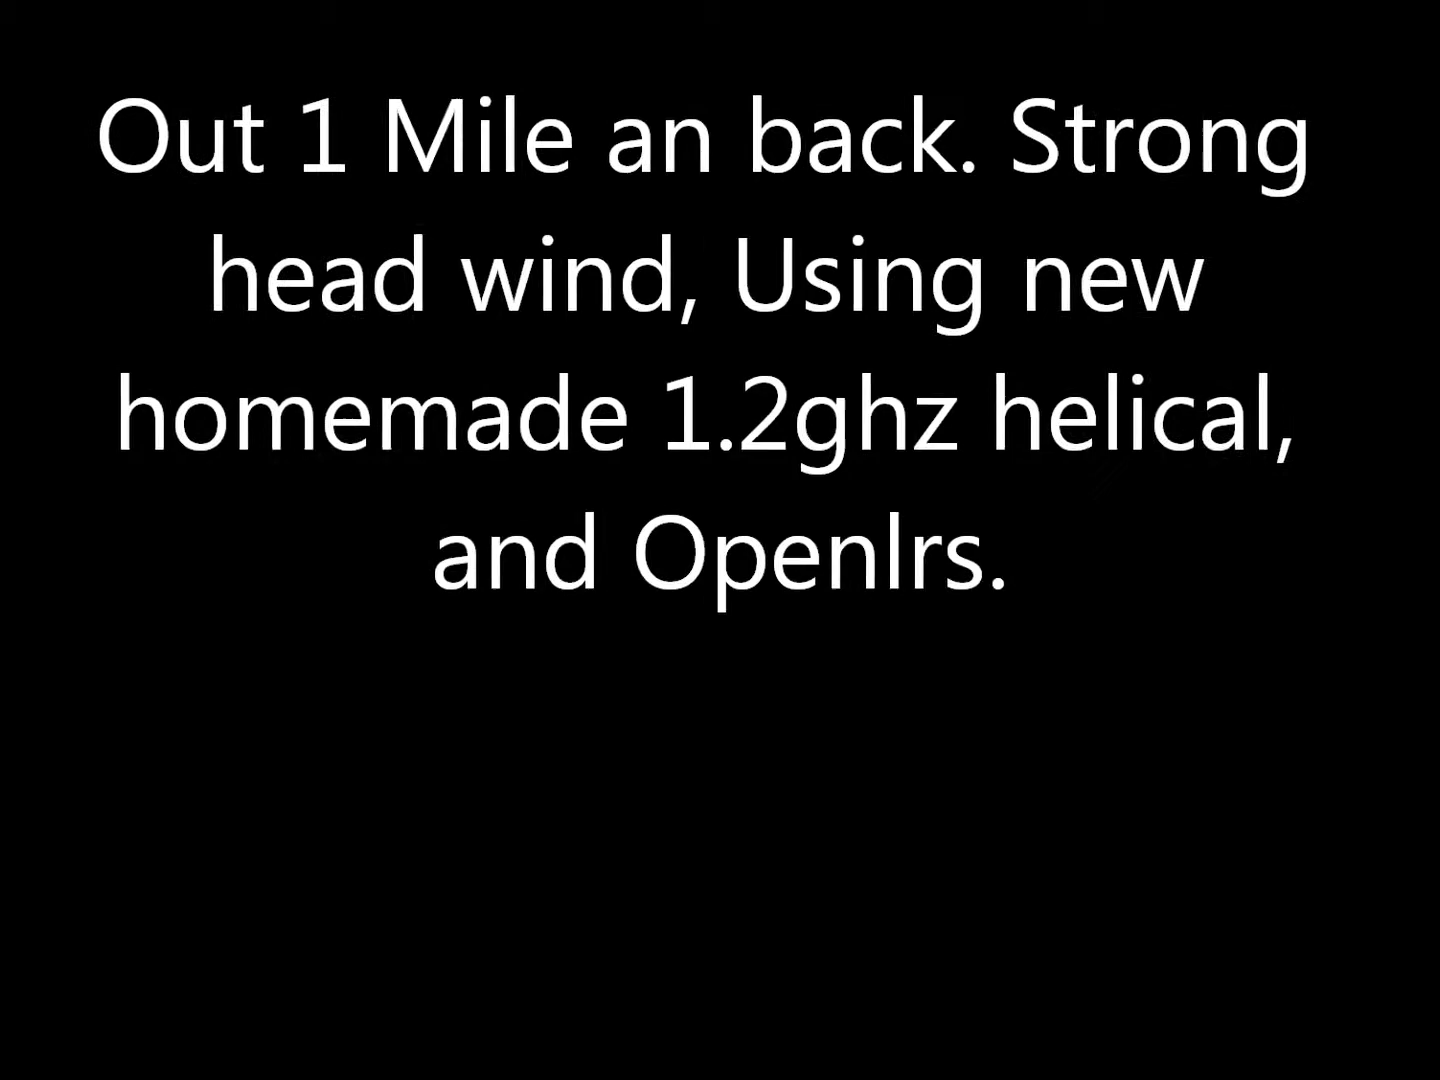 Out 1 Mile an back. Strong
head wind, Using new
homemade 1.2ghz helical,
and Openlrs.